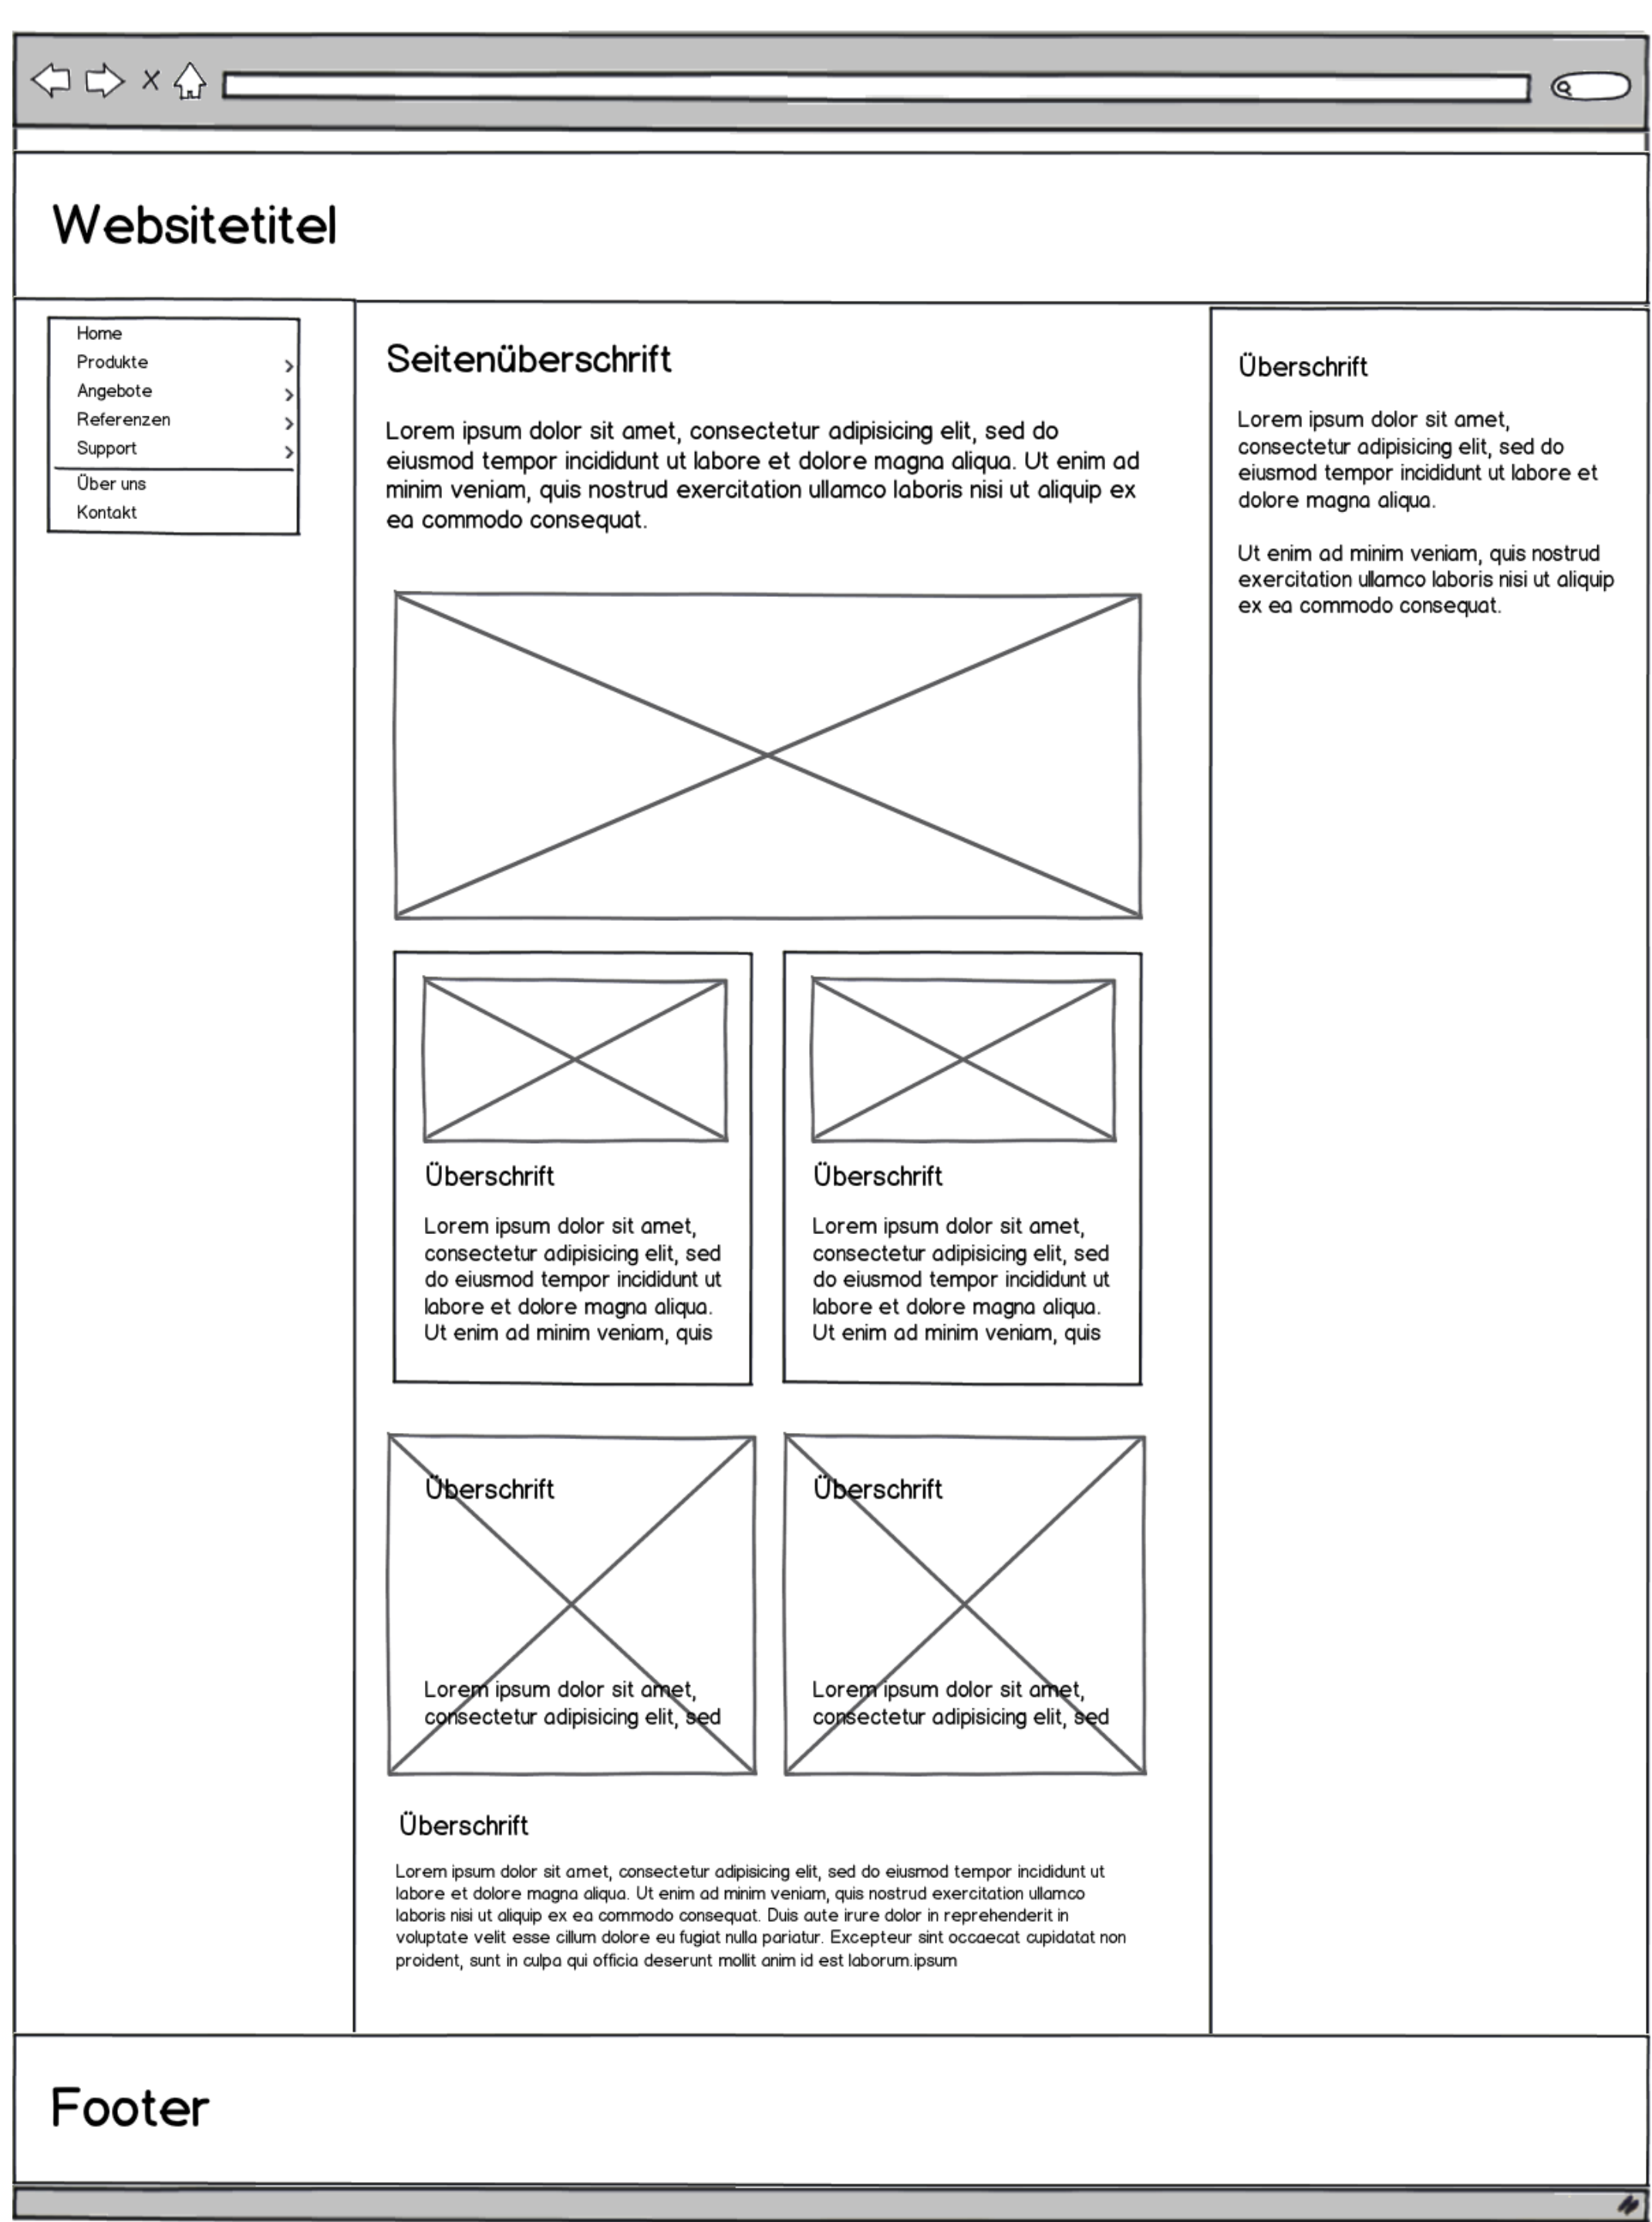 Websitetitel
Home
Produkte
Angebote
Referenzen
Support
Über uns
Kontakt
Seitenüberschrift
Lorem ipsum dolor sit amet, consectetur adipisicing elit, sed do
eiusmod tempor incididunt ut labore et dolore magna aliqua. Ut enim ad
minim veniam, quis nostrud exercitation ullamco laboris nisi ut aliquip ex
ea commodo consequat.
Überschrift
Lorem ipsum dolor sit amet,
consectetur adipisicing elit, sed
do eiusmod tempor incididunt ut
labore et dolore magna aliqua.
Ut enim ad minim veniam, quis
Überschrift
Lorem ipsum dolor sit amet,
consectetur adipisicing elit, sed
do eiusmod tempor incididunt ut
labore et dolore magna aliqua.
Ut enim ad minim veniam, quis
Überschrift
Lorem ipsum dolor sit amet,
consectetur adipisicing elit, sed
Überschrift
Lorem ipsum dolor sit amet,
consectetur adipisicing elit, sed
Überschrift
Lorem ipsum dolor sit amet, consectetur adipisicing elit, sed do eiusmod tempor incididunt ut
labore et dolore magna aliqua. Ut enim ad minim veniam, quis nostrud exercitation ullamco
laboris nisi ut aliquip ex ea commodo consequat. Duis aute irure dolor in reprehenderit in
voluptate velit esse cillum dolore eu fugiat nulla pariatur. Excepteur sint occaecat cupidatat non
proident, sunt in culpa qui officia deserunt mollit anim id est laborum.ipsum
Überschrift
Lorem ipsum dolor sit amet,
consectetur adipisicing elit, sed do
eiusmod tempor incididunt ut labore et
dolore magna aliqua.
Ut enim ad minim veniam, quis nostrud
exercitation ullamco laboris nisi ut aliquip
ex ea commodo consequat.
Footer